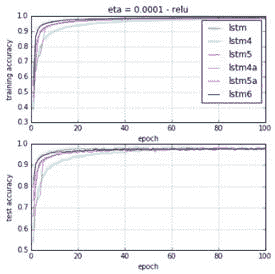 eta = 0.0001 - relu
1.0
0.9
0.8
0.7
0.6
0.5
0.4
0.3
training accuracy
lstm
lstm4
lstm5
lstm4a
lstm5a
lstm6
0 20 40 60 80 100
epoch
1.0
0.9
0.8
0.7
0.6
0.5
test accuracy
0 20 40 60 80 100
epoch